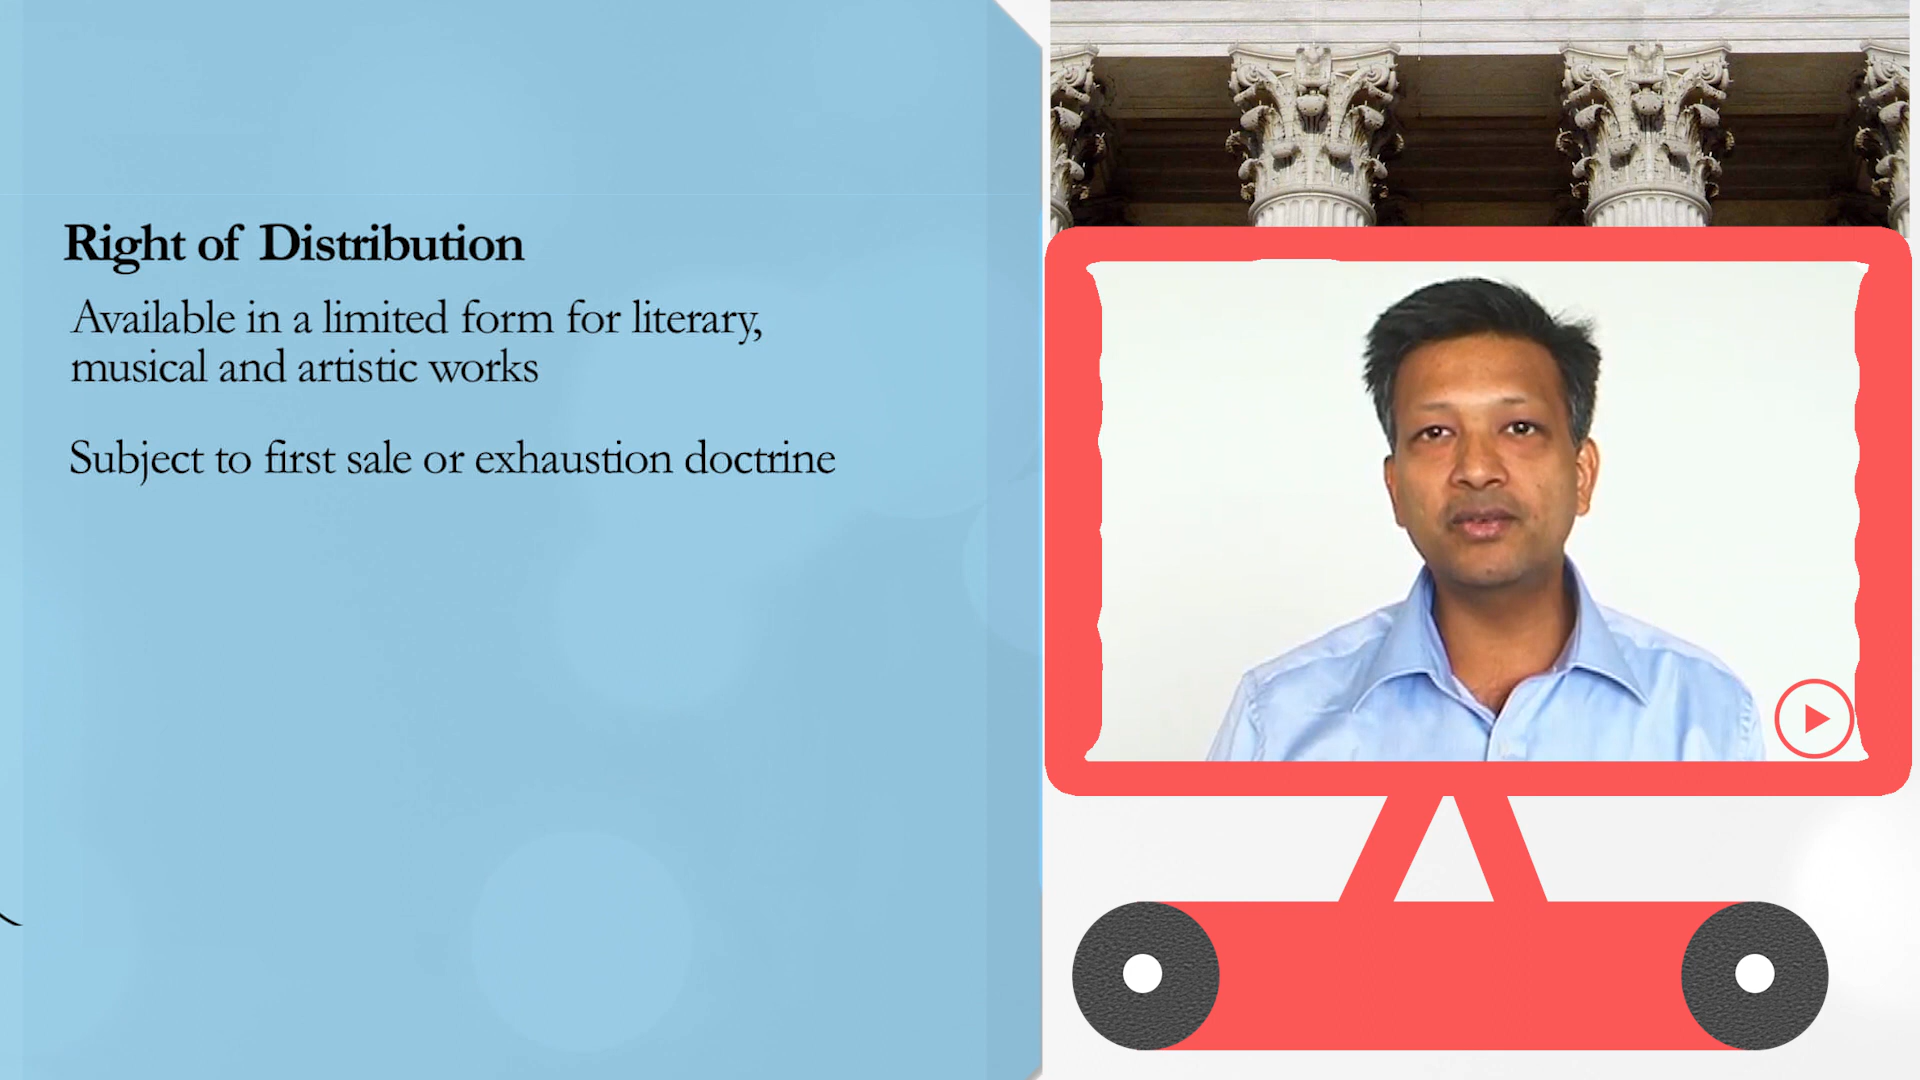 Right of Distribution
Available in a limited form for literary,
musical and artistic works
Subject to first sale or exhaustion doctrine